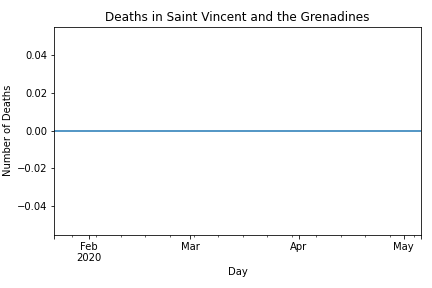 Deaths in Saint Vincent and the Grenadines
Number of Deaths
0.04
0.02
0.00
−0.02
−0.04
Feb
2020
Mar
Apr
May
Day